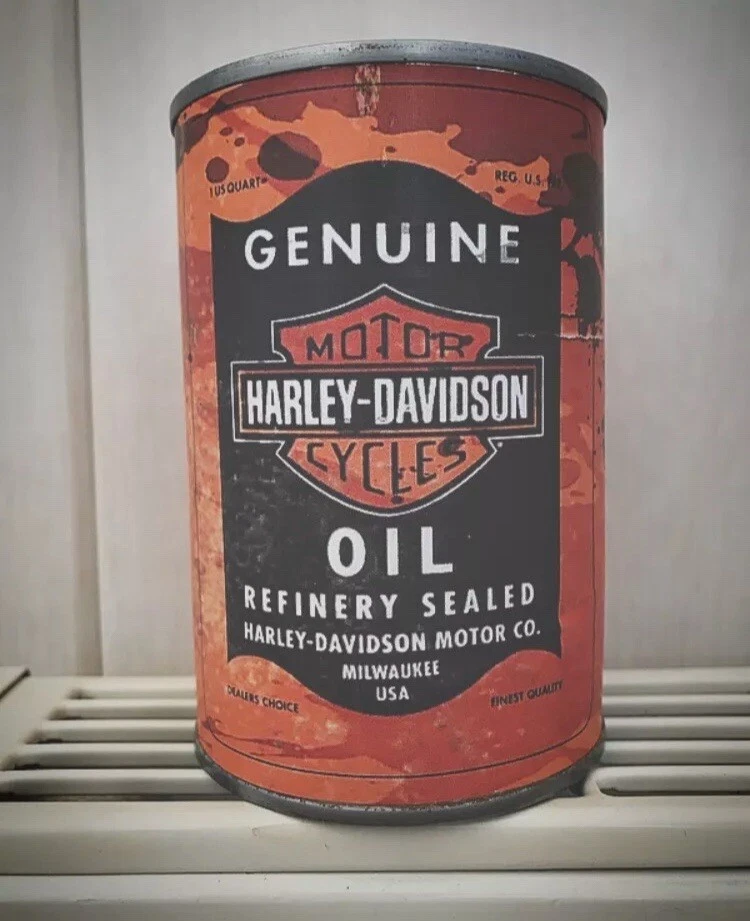 1 US QUART
REG. U.S.
GENUINE
MOTOR
HARLEY-DAVIDSON
CYCLES
OIL
REFINERY SEALED
HARLEY-DAVIDSON MOTOR CO.
MILWAUKEE
USA
DEALERS CHOICE
FINEST QUALITY